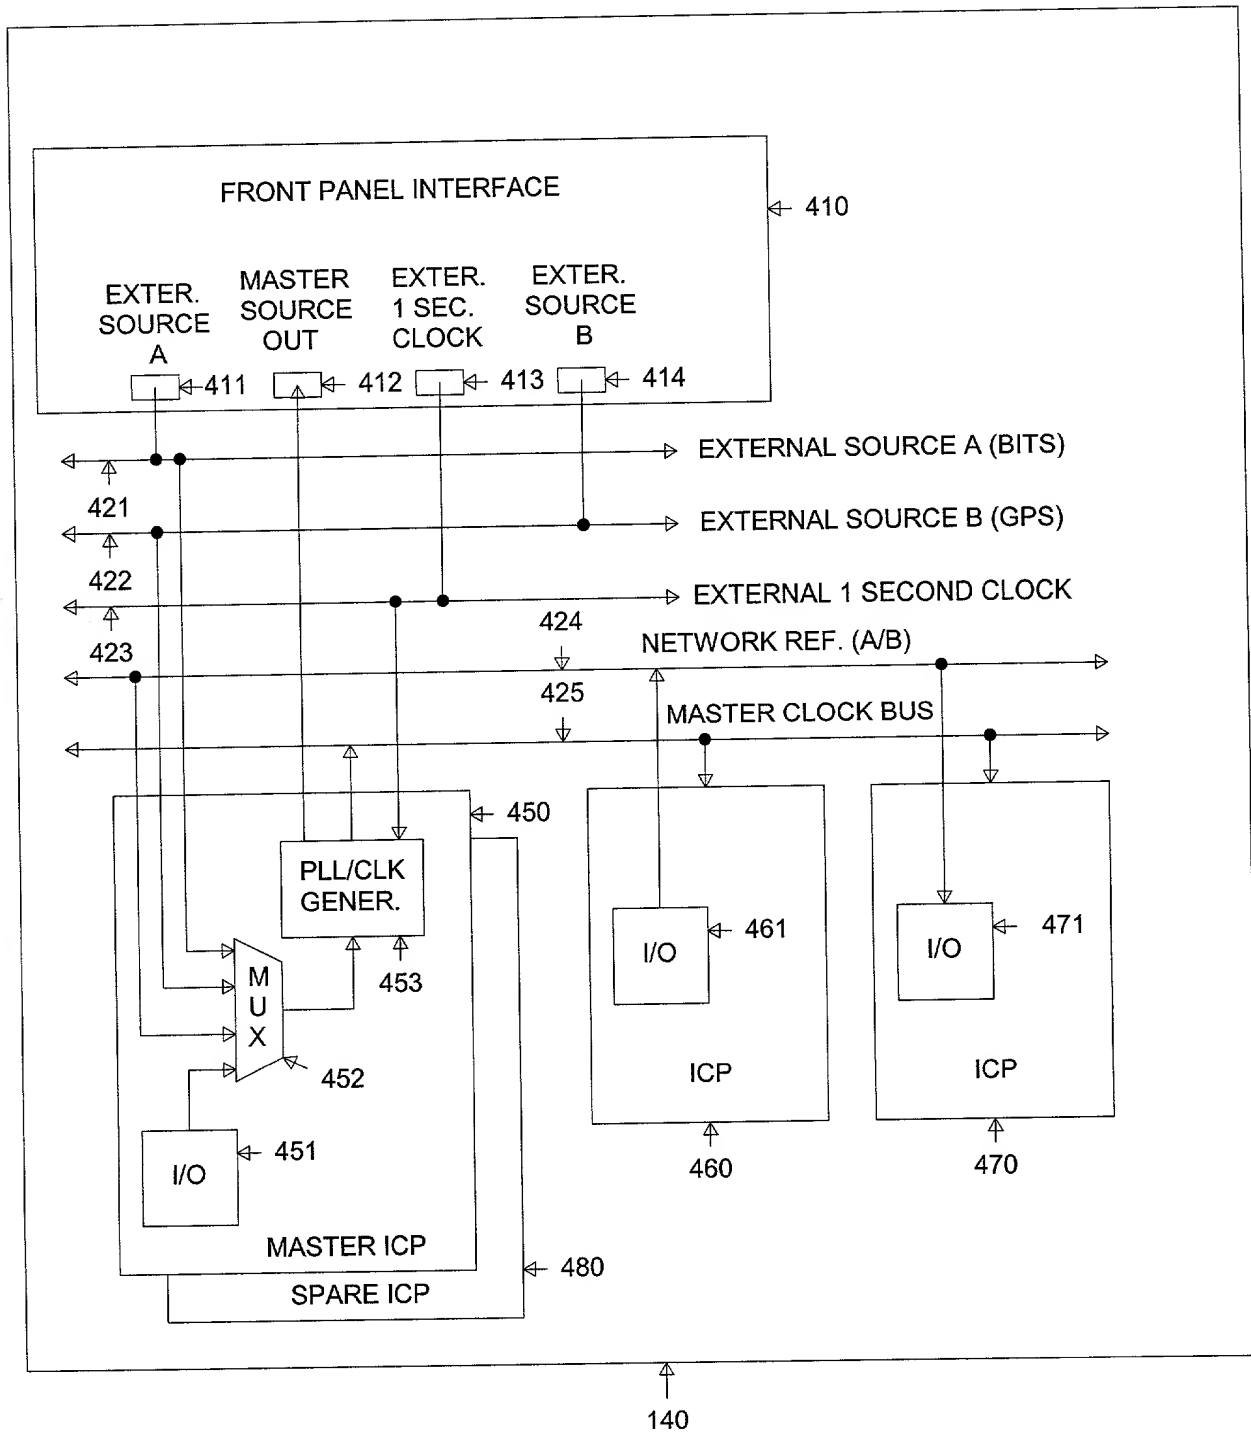 FRONT PANEL INTERFACE
410
EXTER.
SOURCE
A
MASTER
SOURCE
OUT
EXTER.
1 SEC.
CLOCK
EXTER.
SOURCE
B
411
412
413
414
EXTERNAL SOURCE A (BITS)
421
EXTERNAL SOURCE B (GPS)
422
EXTERNAL 1 SECOND CLOCK
423
424
NETWORK REF. (A/B)
425
MASTER CLOCK BUS
450
PLL/CLK
GENER.
453
M
U
X
452
I/O
451
MASTER ICP
SPARE ICP
480
I/O
461
ICP
460
I/O
471
ICP
470
140